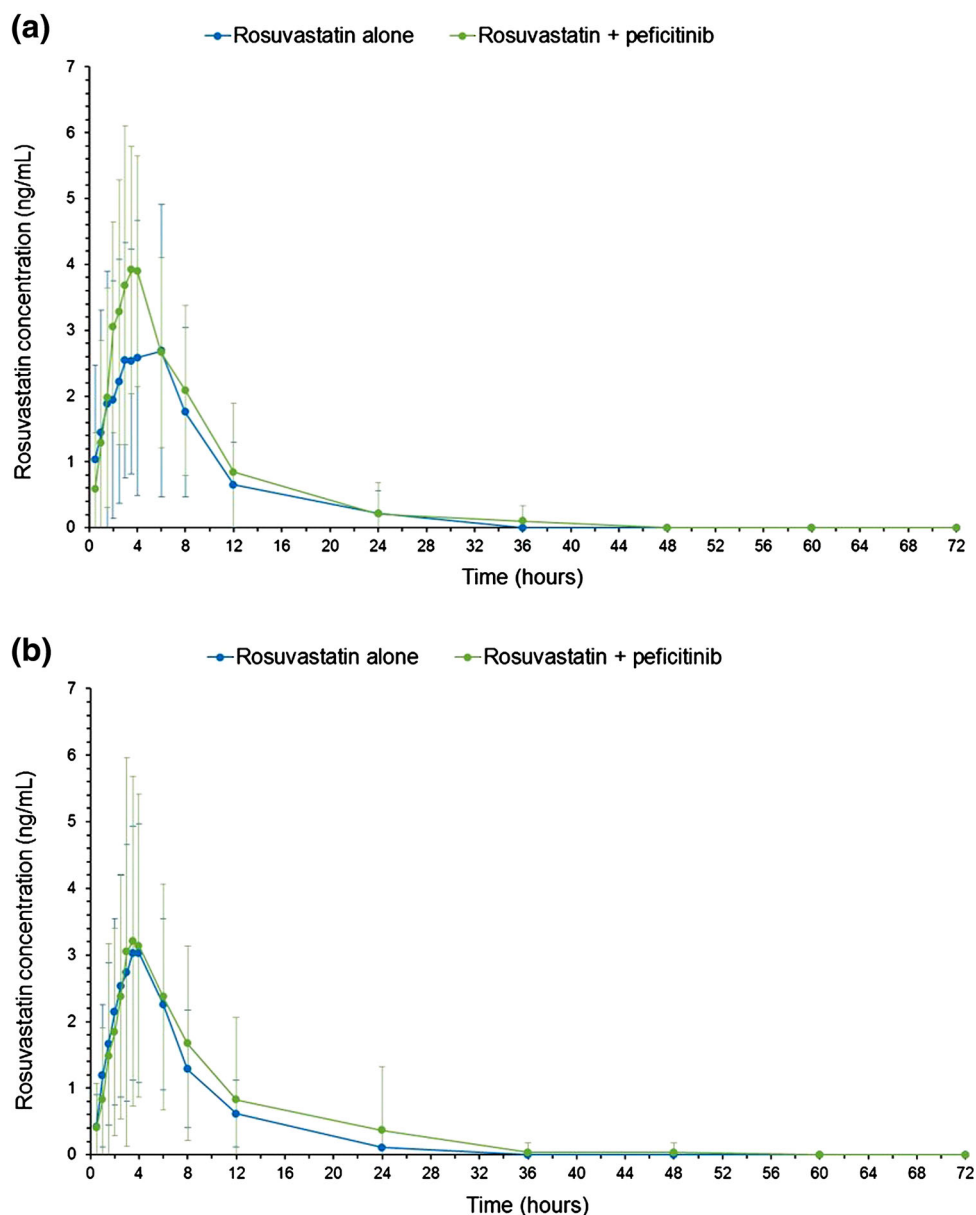 (a)
Rosuvastatin alone Rosuvastatin + peficitinib
7
6
5
4
3
2
1
0
Rosuvastatin concentration (ng/mL)
0 4 8 12 16 20 24 28 32 36 40 44 48 52 56 60 64 68 72
Time (hours)
(b)
Rosuvastatin alone Rosuvastatin + peficitinib
7
6
5
4
3
2
1
0
Rosuvastatin concentration (ng/mL)
0 4 8 12 16 20 24 28 32 36 40 44 48 52 56 60 64 68 72
Time (hours)